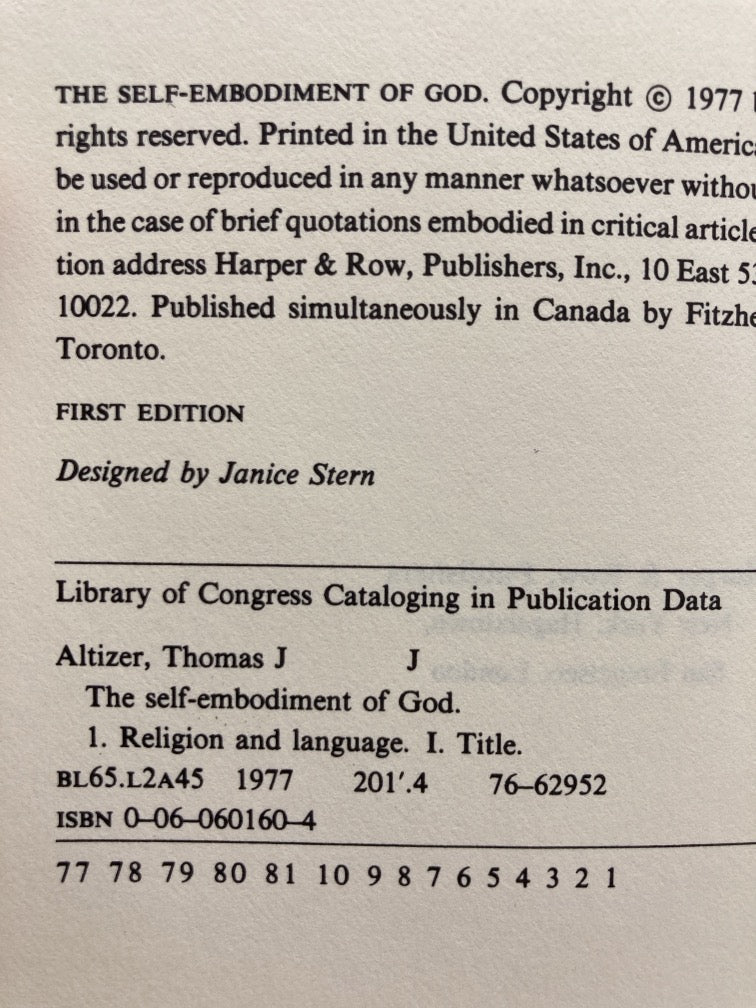 THE SELF-EMBODIMENT OF GOD. Copyright © 1977
rights reserved. Printed in the United States of America
be used or reproduced in any manner whatsoever withou
in the case of brief quotations embodied in critical article
tion address Harper & Row, Publishers, Inc., 10 East 53
10022. Published simultaneously in Canada by Fitzhe
Toronto.
FIRST EDITION
Designed by Janice Stern
Library of Congress Cataloging in Publication Data
Altizer, Thomas J J
The self-embodiment of God.
1. Religion and language. I. Title.
BL65.L2A45 1977 201'.4 76–62952
ISBN 0–06–060160–4
77 78 79 80 81 10 9 8 7 6 5 4 3 2 1